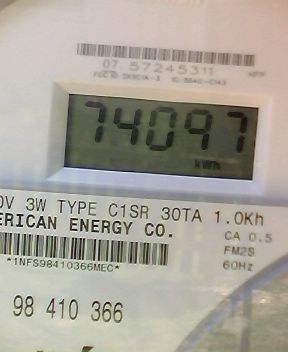 07 57245311
74097
kWh
0V 3W TYPE C1SR 30TA 1.0Kh
ERICAN ENERGY CO.
CA 0.5
FM2S
*1NFS98410366MEC*
60Hz
98 410 366